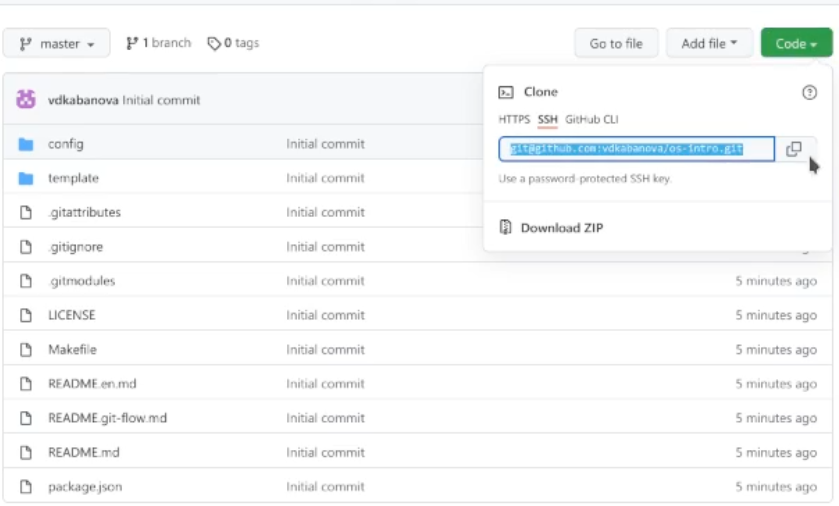 master 1 branch 0 tags Go to file Add file Code
vdkabanova Initial commit
Clone
HTTPS SSH GitHub CLI
git@github.com:vdkabanova/os-intro.git
Use a password-protected SSH key.
Download ZIP
config Initial commit
template Initial commit
.gitattributes Initial commit
.gitignore Initial commit
.gitmodules Initial commit 5 minutes ago
LICENSE Initial commit 5 minutes ago
Makefile Initial commit 5 minutes ago
README.en.md Initial commit 5 minutes ago
README.git-flow.md Initial commit 5 minutes ago
README.md Initial commit 5 minutes ago
package.json Initial commit 5 minutes ago